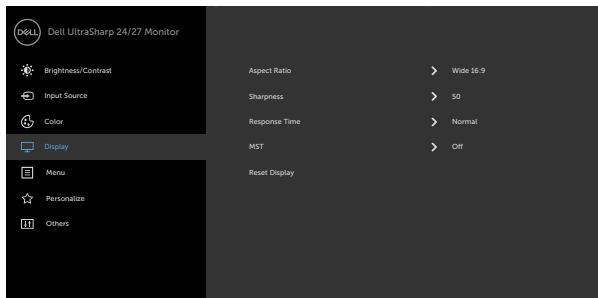 DELL Dell UltraSharp 24/27 Monitor
Brightness/Contrast
Input Source
Color
Display
Menu
Personalize
Others
Aspect Ratio Wide 16:9
Sharpness 50
Response Time Normal
MST Off
Reset Display